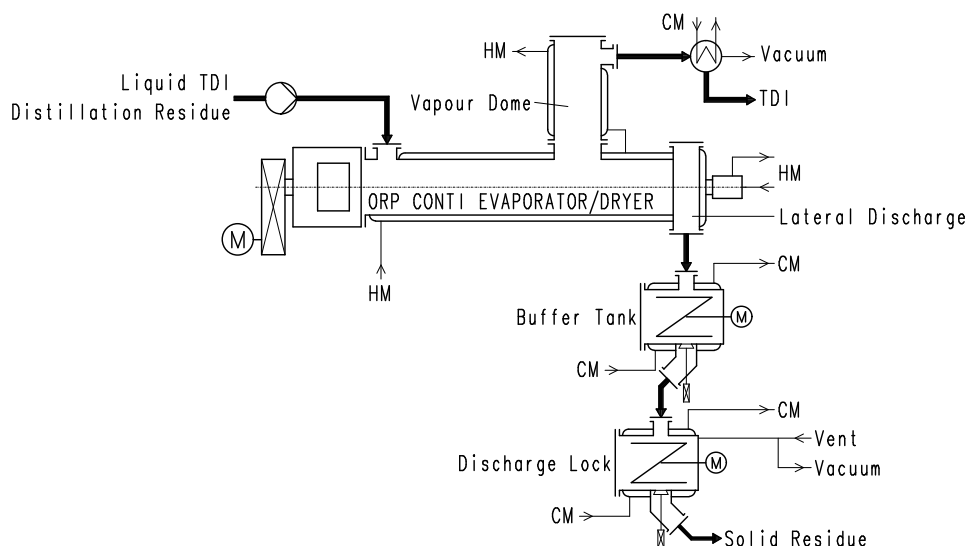 CM
HM
Vacuum
Liquid TDI
Distillation Residue
Vapour Dome
TDI
HM
ORP CONTI EVAPORATOR/DRYER
Lateral Discharge
M
HM
CM
Buffer Tank
M
CM
CM
Vent
Discharge Lock
M
Vacuum
CM
Solid Residue